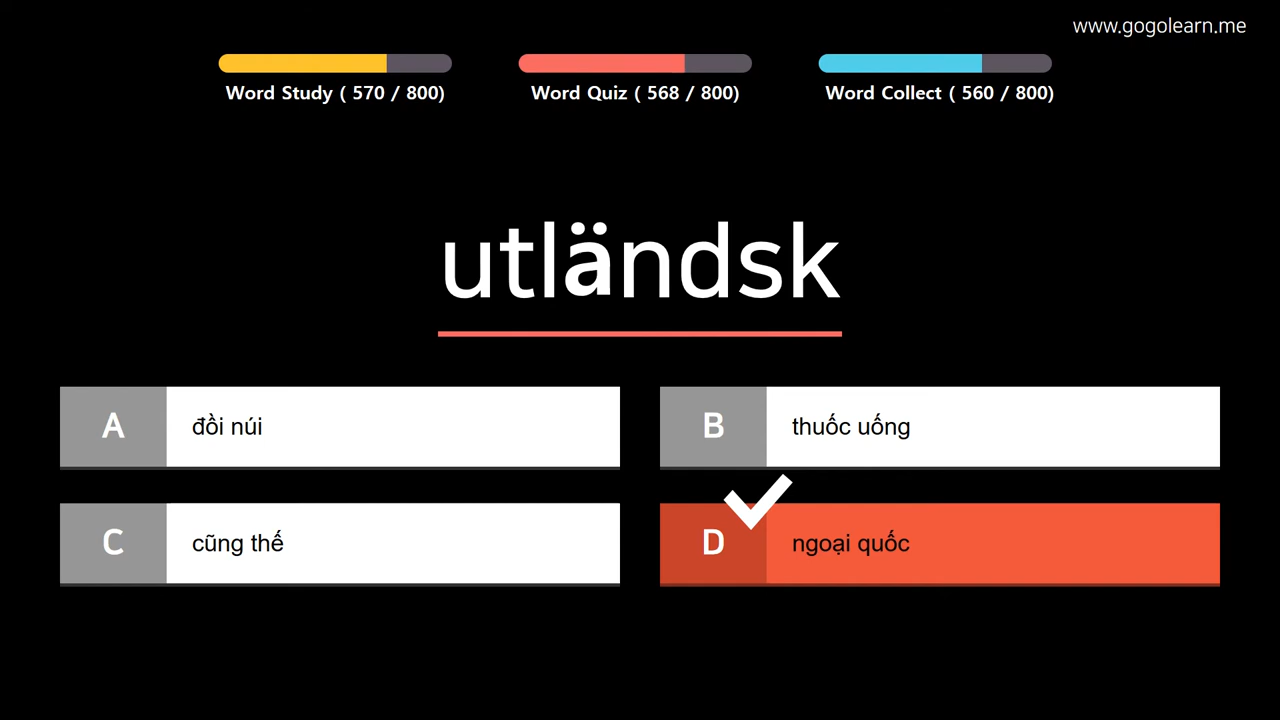 www.gogolearn.me
Word Study ( 570 / 800)
Word Quiz ( 568 / 800)
Word Collect ( 560 / 800)
utländsk
A đồi núi
B thuốc uống
C cũng thế
D ngoại quốc